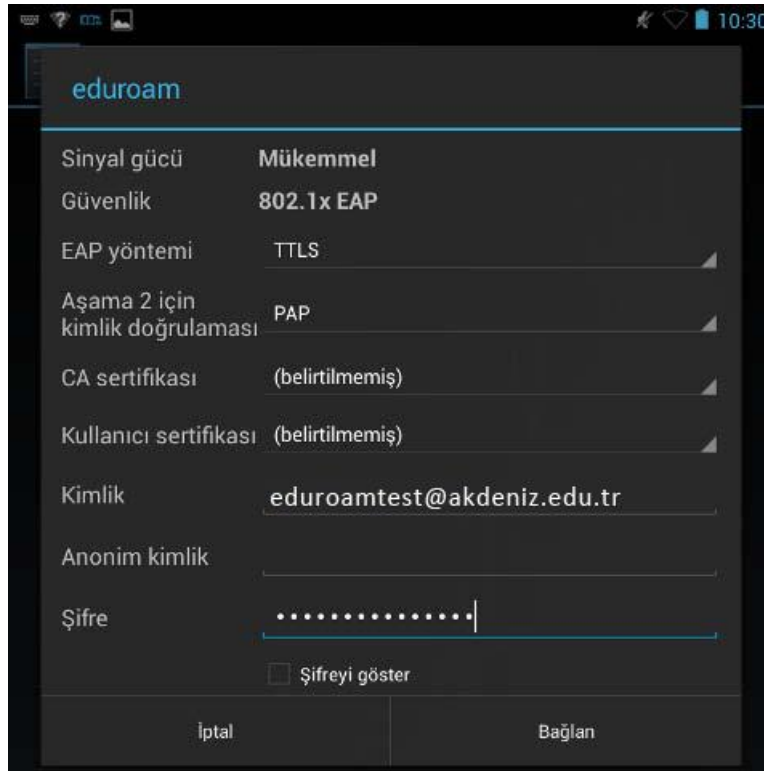 10:30
eduroam
Sinyal gücü Mükemmel
Güvenlik 802.1x EAP
EAP yöntemi TTLS
Aşama 2 için
kimlik doğrulaması PAP
CA sertifikası (belirtilmemiş)
Kullanıcı sertifikası (belirtilmemiş)
Kimlik eduroamtest@akdeniz.edu.tr
Anonim kimlik
Şifre •••••••••••••••
Şifreyi göster
İptal Bağlan